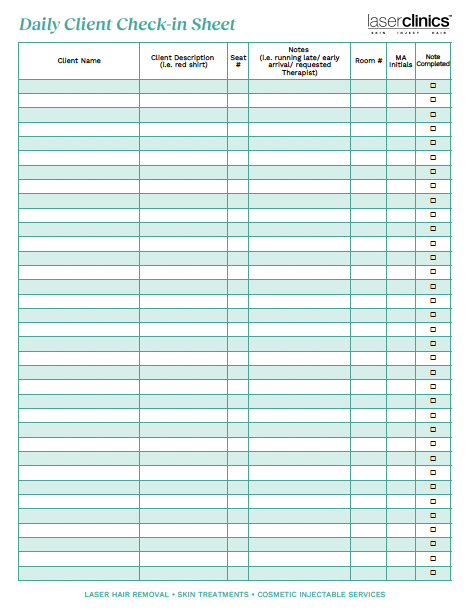 Daily Client Check-in Sheet
laserclinics™
SKIN INJECT HAIR
Client Name
Client Description
(i.e. red shirt)
Seat
#
Notes
(i.e. running late/ early
arrival/ requested
Therapist)
Room #
MA
Initials
Note
Completed
LASER HAIR REMOVAL • SKIN TREATMENTS • COSMETIC INJECTABLE SERVICES